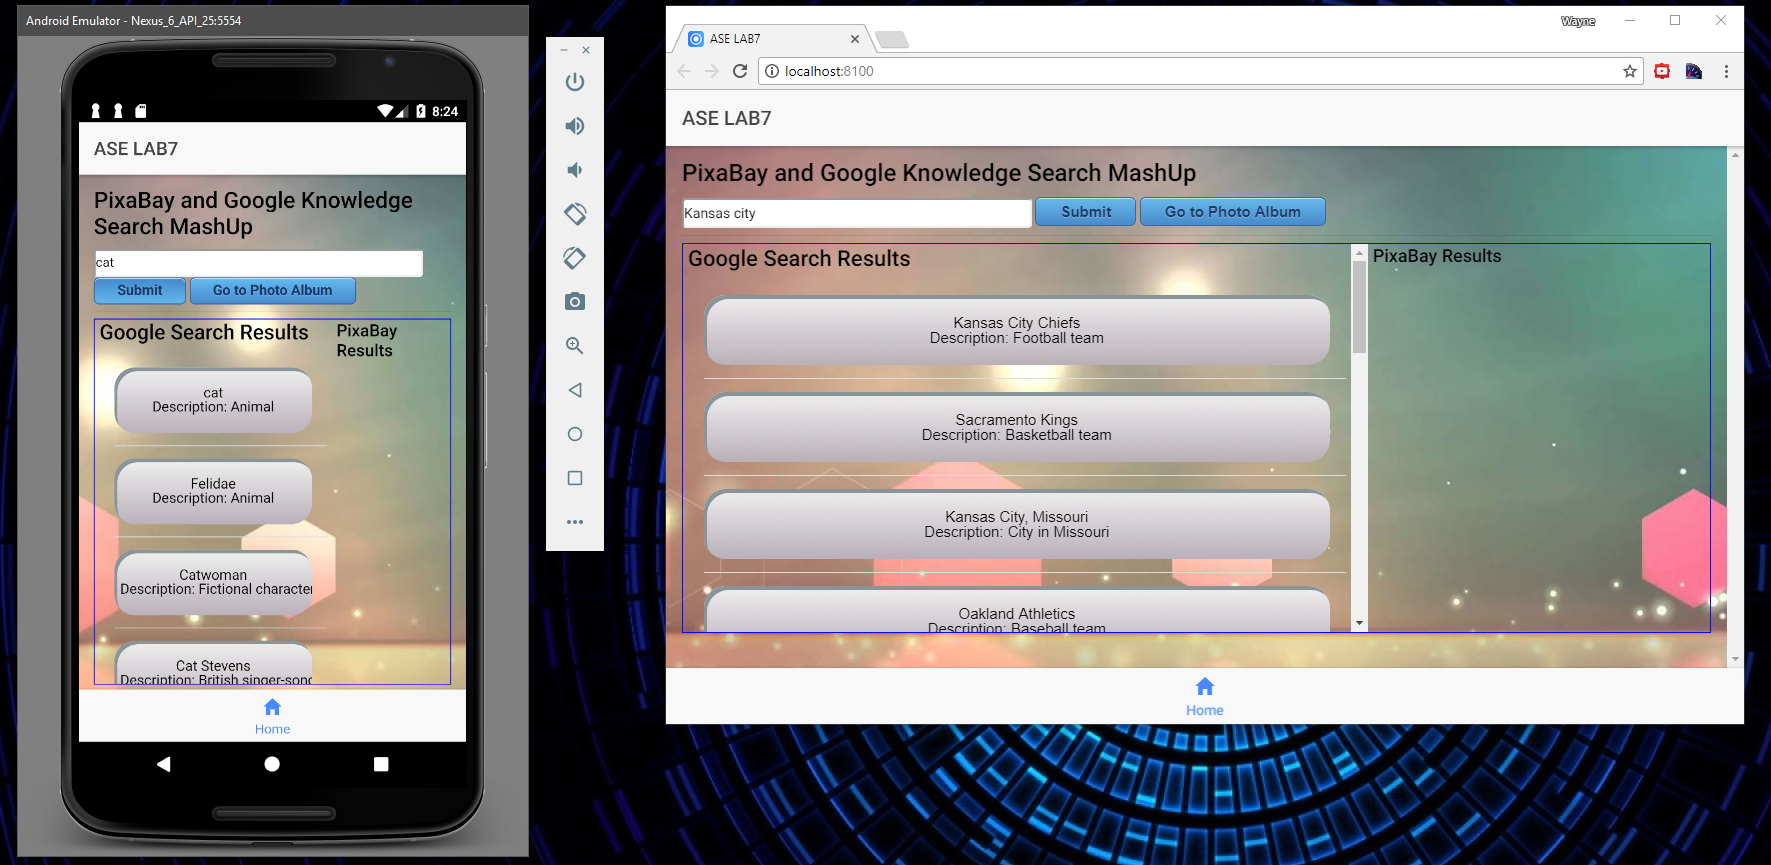 Android Emulator - Nexus_6_API_25:5554
8:24
ASE LAB7
PixaBay and Google Knowledge
Search MashUp
cat
Submit
Go to Photo Album
Google Search Results
PixaBay
Results
cat
Description: Animal
Felidae
Description: Animal
Catwoman
Description: Fictional character
Cat Stevens
Description: British singer-song
Home
Wayne
ASE LAB7
localhost:8100
ASE LAB7
PixaBay and Google Knowledge Search MashUp
Kansas city
Submit
Go to Photo Album
Google Search Results
PixaBay Results
Kansas City Chiefs
Description: Football team
Sacramento Kings
Description: Basketball team
Kansas City, Missouri
Description: City in Missouri
Oakland Athletics
Description: Baseball team
Home